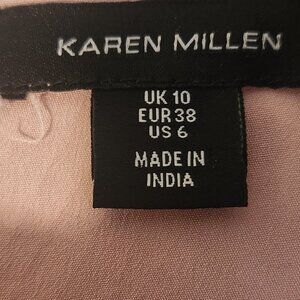 KAREN MILLEN
UK 10
EUR 38
US 6
MADE IN
INDIA